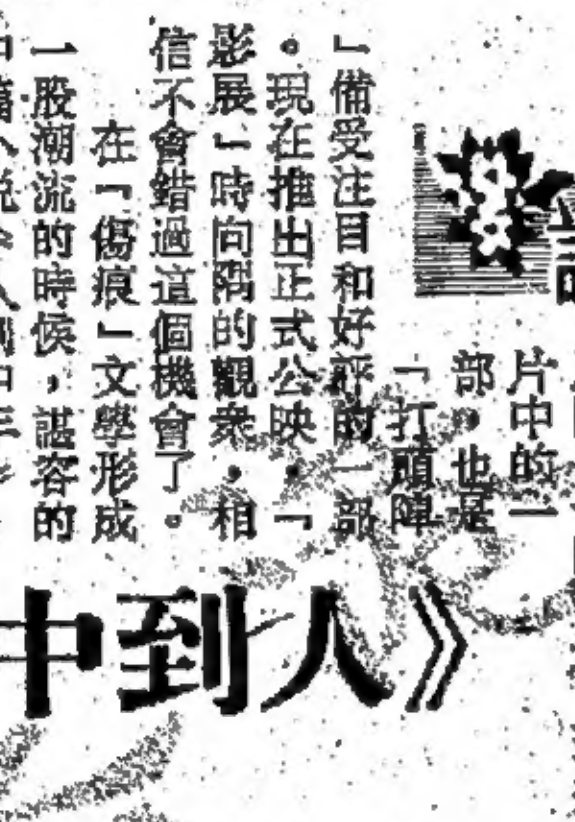 片中的一
部，也是
「打頭陣
」備受注目和好評的一部
。現在推出正式公映，「
影展」時向隅的觀衆，相
信不會錯過這個機會了。
在「傷痕」文學形成
一股潮流的時候，諶容的
《人到中